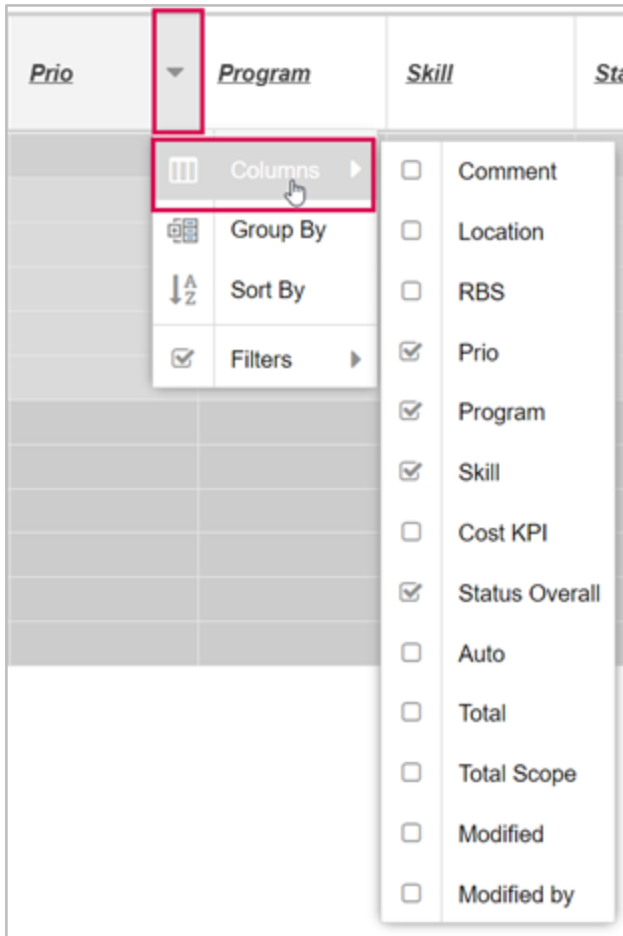 Prio
Program
Skill
Sta
Columns
Group By
Sort By
Filters
Comment
Location
RBS
Prio
Program
Skill
Cost KPI
Status Overall
Auto
Total
Total Scope
Modified
Modified by